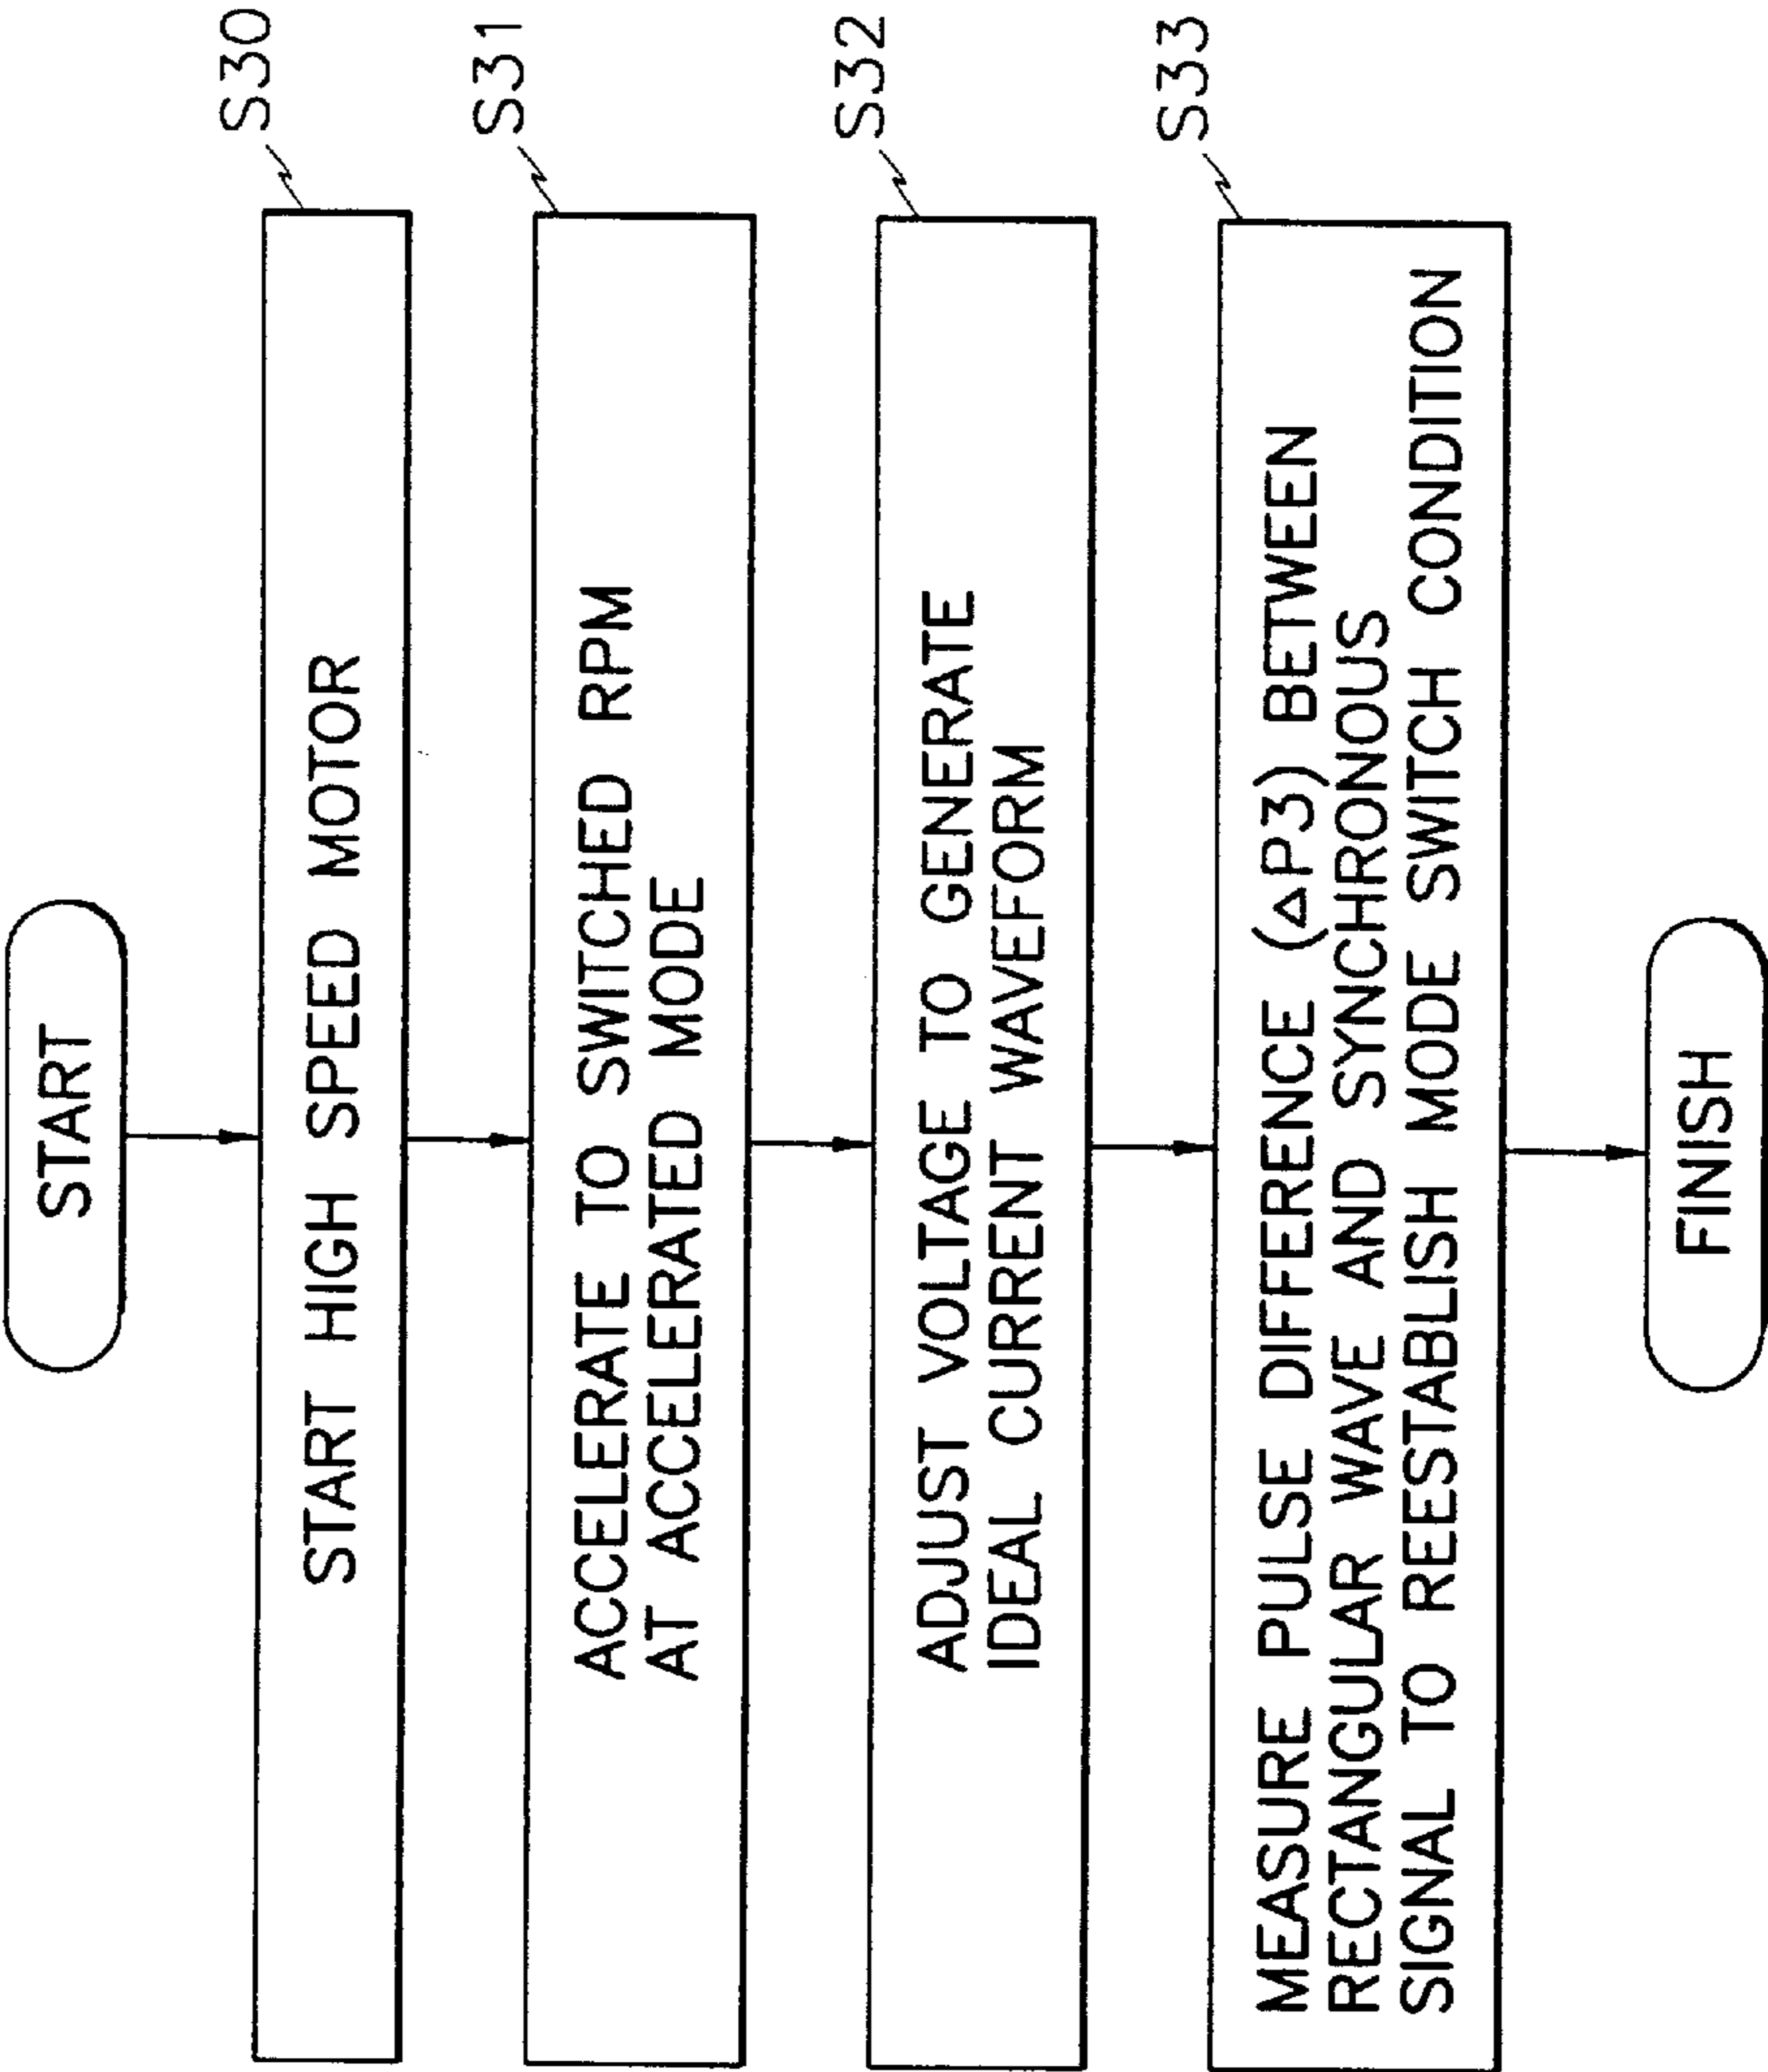 START
S30
START HIGH SPEED MOTOR
S31
ACCELERATE TO SWITCHED RPM
AT ACCELERATED MODE
S32
ADJUST VOLTAGE TO GENERATE
IDEAL CURRENT WAVEFORM
S33
MEASURE PULSE DIFFERENCE (△P3) BETWEEN
RECTANGULAR WAVE AND SYNCHRONOUS
SIGNAL TO REESTABLISH MODE SWITCH CONDITION
FINISH